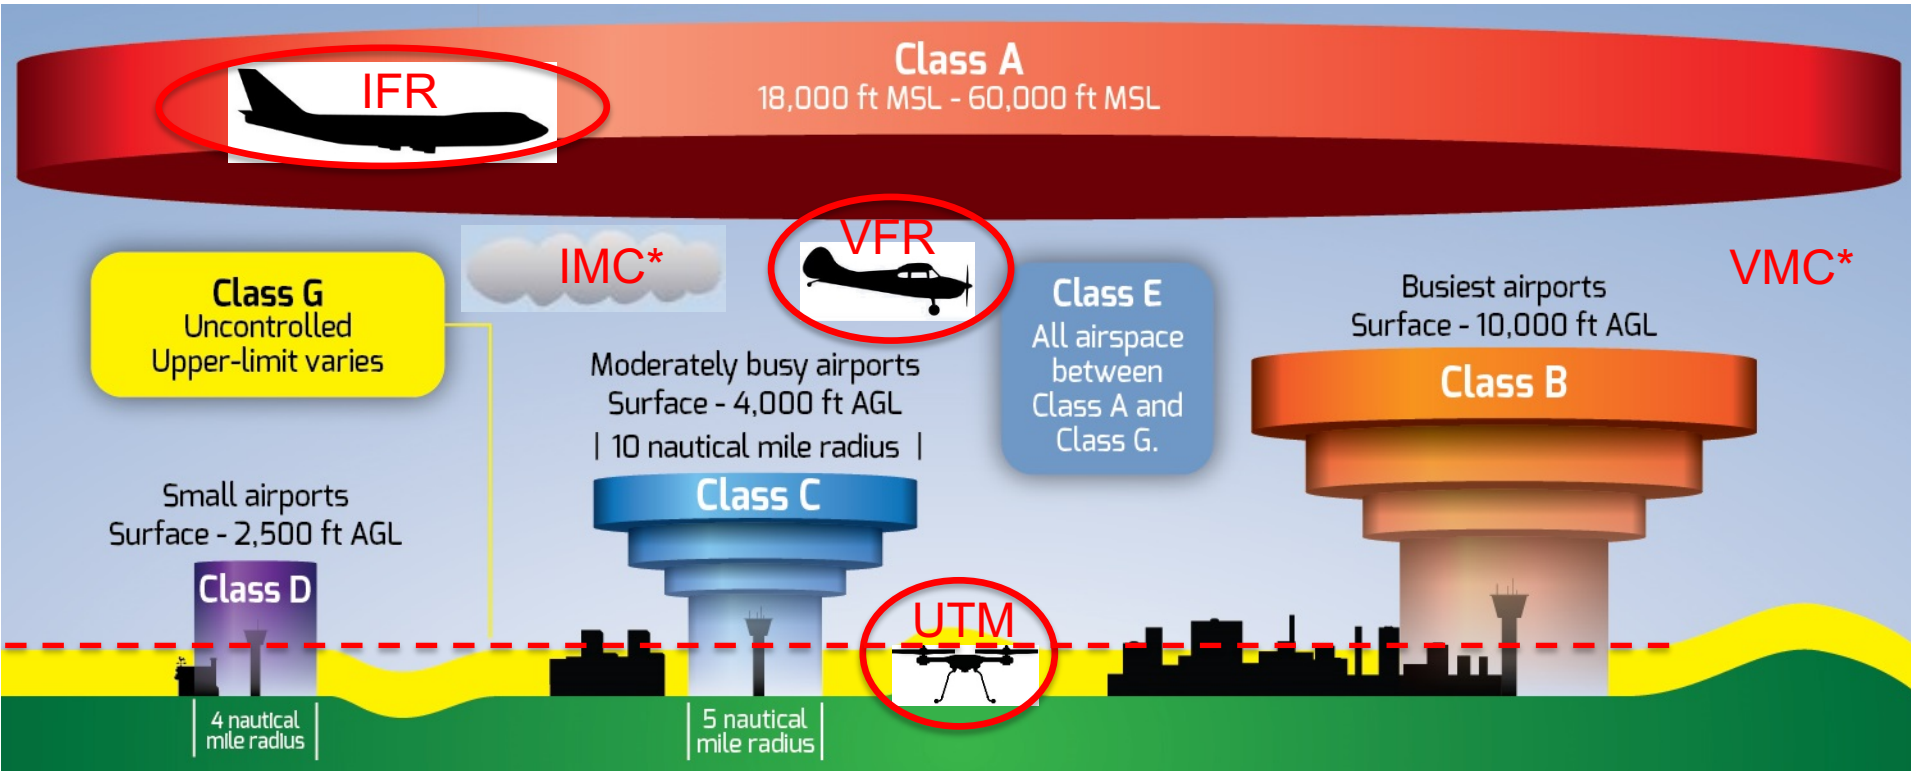 Class A
18,000 ft MSL - 60,000 ft MSL
IFR
VFR
IMC*
VMC*
Class G
Uncontrolled
Upper-limit varies
Class E
All airspace
between
Class A and
Class G.
Busiest airports
Surface - 10,000 ft AGL
Class B
Moderately busy airports
Surface - 4,000 ft AGL
| 10 nautical mile radius |
Class C
Small airports
Surface - 2,500 ft AGL
Class D
UTM
4 nautical
mile radius
5 nautical
mile radius